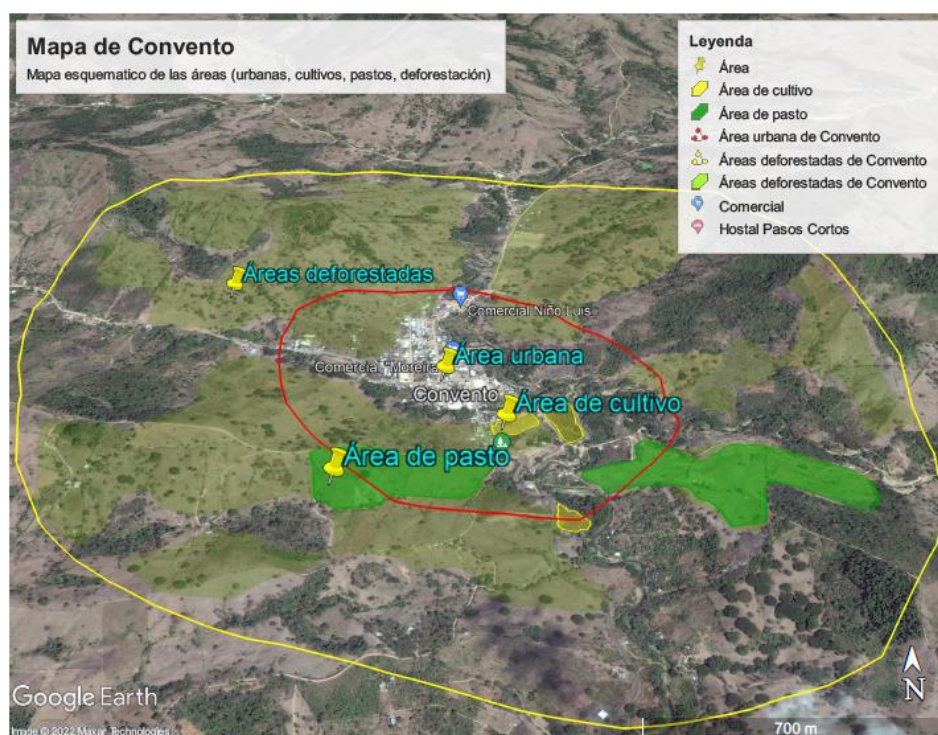 Mapa de Convento
Mapa esquematico de las áreas (urbanas, cultivos, pastos, deforestación)
Leyenda
Área
Área de cultivo
Área de pasto
Área urbana de Convento
Áreas deforestadas de Convento
Áreas deforestadas de Convento
Comercial
Hostal Pasos Cortos
Áreas deforestadas
Comercial Niño Luis
Área urbana
Comercial "Moreira
Convento
Área de cultivo
Área de pasto
N
Google Earth
Image © 2022 Maxar Technologies
700 m